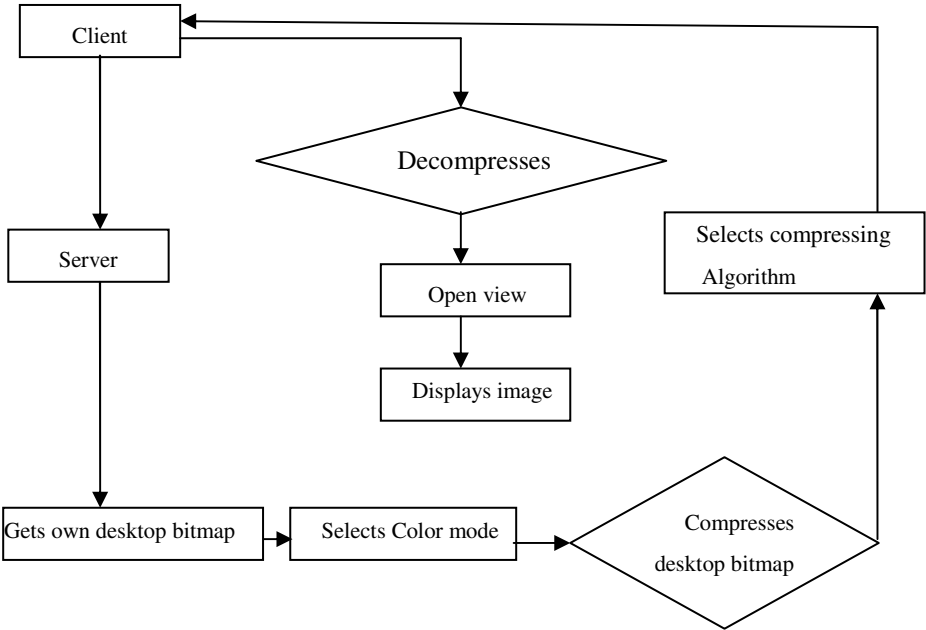 Client
Decompresses
Selects compressing
Algorithm
Server
Open view
Displays image
Gets own desktop bitmap
Selects Color mode
Compresses
desktop bitmap